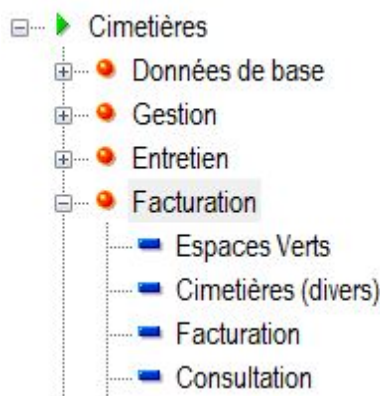 Cimetières
Données de base
Gestion
Entretien
Facturation
Espaces Verts
Cimetières (divers)
Facturation
Consultation